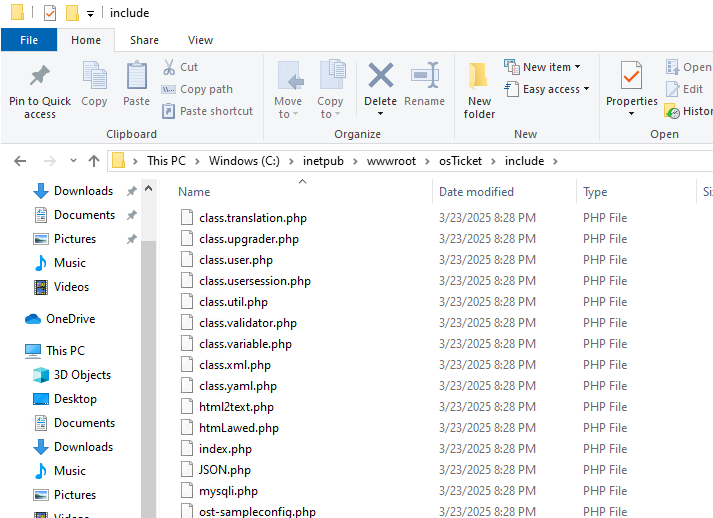 include
File Home Share View
Pin to Quick access
Copy
Paste
Cut
Copy path
Paste shortcut
Clipboard
Move to
Copy to
Delete
Rename
Organize
New folder
New item
Easy access
New
Properties
Open
Edit
Histor
Open
This PC > Windows (C:) > inetpub > wwwroot > osTicket > include >
Downloads
Documents
Pictures
Music
Videos
OneDrive
This PC
3D Objects
Desktop
Documents
Downloads
Music
Pictures
Videos
Name Date modified Type Si
class.translation.php 3/23/2025 8:28 PM PHP File
class.upgrader.php 3/23/2025 8:28 PM PHP File
class.user.php 3/23/2025 8:28 PM PHP File
class.usersession.php 3/23/2025 8:28 PM PHP File
class.util.php 3/23/2025 8:28 PM PHP File
class.validator.php 3/23/2025 8:28 PM PHP File
class.variable.php 3/23/2025 8:28 PM PHP File
class.xml.php 3/23/2025 8:28 PM PHP File
class.yaml.php 3/23/2025 8:28 PM PHP File
html2text.php 3/23/2025 8:28 PM PHP File
htmLawed.php 3/23/2025 8:28 PM PHP File
index.php 3/23/2025 8:28 PM PHP File
JSON.php 3/23/2025 8:28 PM PHP File
mysqli.php 3/23/2025 8:28 PM PHP File
ost-sampleconfig.php 3/23/2025 8:28 PM PHP File